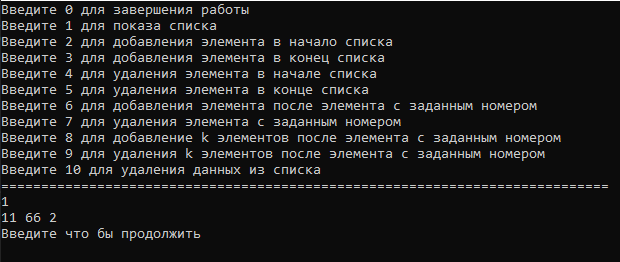 Введите 0 для завершения работы
Введите 1 для показа списка
Введите 2 для добавления элемента в начало списка
Введите 3 для добавления элемента в конец списка
Введите 4 для удаления элемента в начале списка
Введите 5 для удаления элемента в конце списка
Введите 6 для добавления элемента после элемента с заданным номером
Введите 7 для удаления элемента с заданным номером
Введите 8 для добавление k элементов после элемента с заданным номером
Введите 9 для удаления k элементов после элемента с заданным номером
Введите 10 для удаления данных из списка
============================================================================
1
11 66 2
Введите что бы продолжить